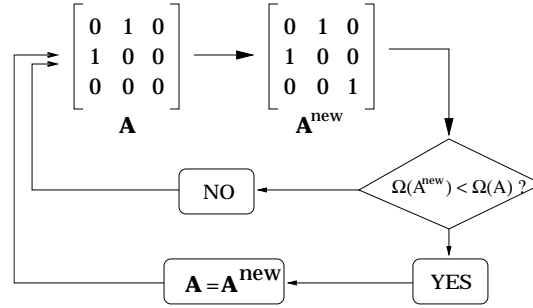 0 1 0 0 1 0
1 0 0 1 0 0
0 0 0 0 0 1
A A^new
Ω(A^new) < Ω(A) ?
NO
A = A^new
YES